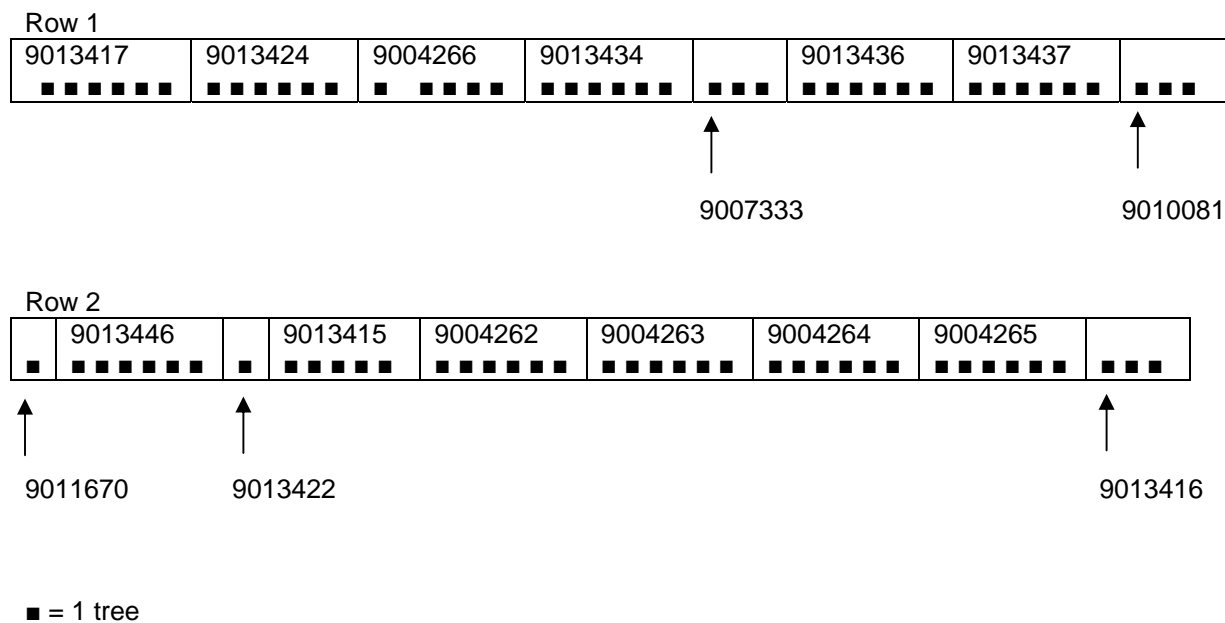 Row 1
9013417 9013424 9004266 9013434 9013436 9013437
■ ■ ■ ■ ■ ■ ■ ■ ■ ■ ■ ■ ■ ■ ■ ■ ■ ■ ■ ■ ■ ■ ■ ■ ■ ■ ■ ■ ■ ■ ■ ■ ■ ■ ■ ■ ■ ■ ■ ■ ■
9007333 9010081
Row 2
9013446 9013415 9004262 9004263 9004264 9004265
■ ■ ■ ■ ■ ■ ■ ■ ■ ■ ■ ■ ■ ■ ■ ■ ■ ■ ■ ■ ■ ■ ■ ■ ■ ■ ■ ■ ■ ■ ■ ■ ■ ■ ■ ■ ■ ■ ■ ■
9011670 9013422 9013416
■ = 1 tree